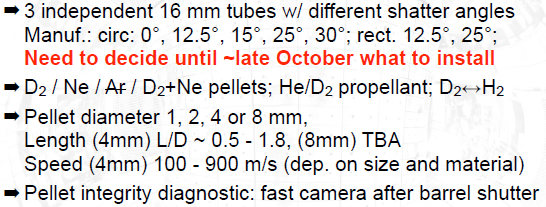 ➡ 3 independent 16 mm tubes w/ different shatter angles
Manuf.: circ: 0°, 12.5°, 15°, 25°, 30°; rect. 12.5°, 25°;
Need to decide until ~late October what to install
➡ D2 / Ne / Ar / D2+Ne pellets; He/D2 propellant; D2↔H2
➡ Pellet diameter 1, 2, 4 or 8 mm,
Length (4mm) L/D ~ 0.5 - 1.8, (8mm) TBA
Speed (4mm) 100 - 900 m/s (dep. on size and material)
➡ Pellet integrity diagnostic: fast camera after barrel shutter